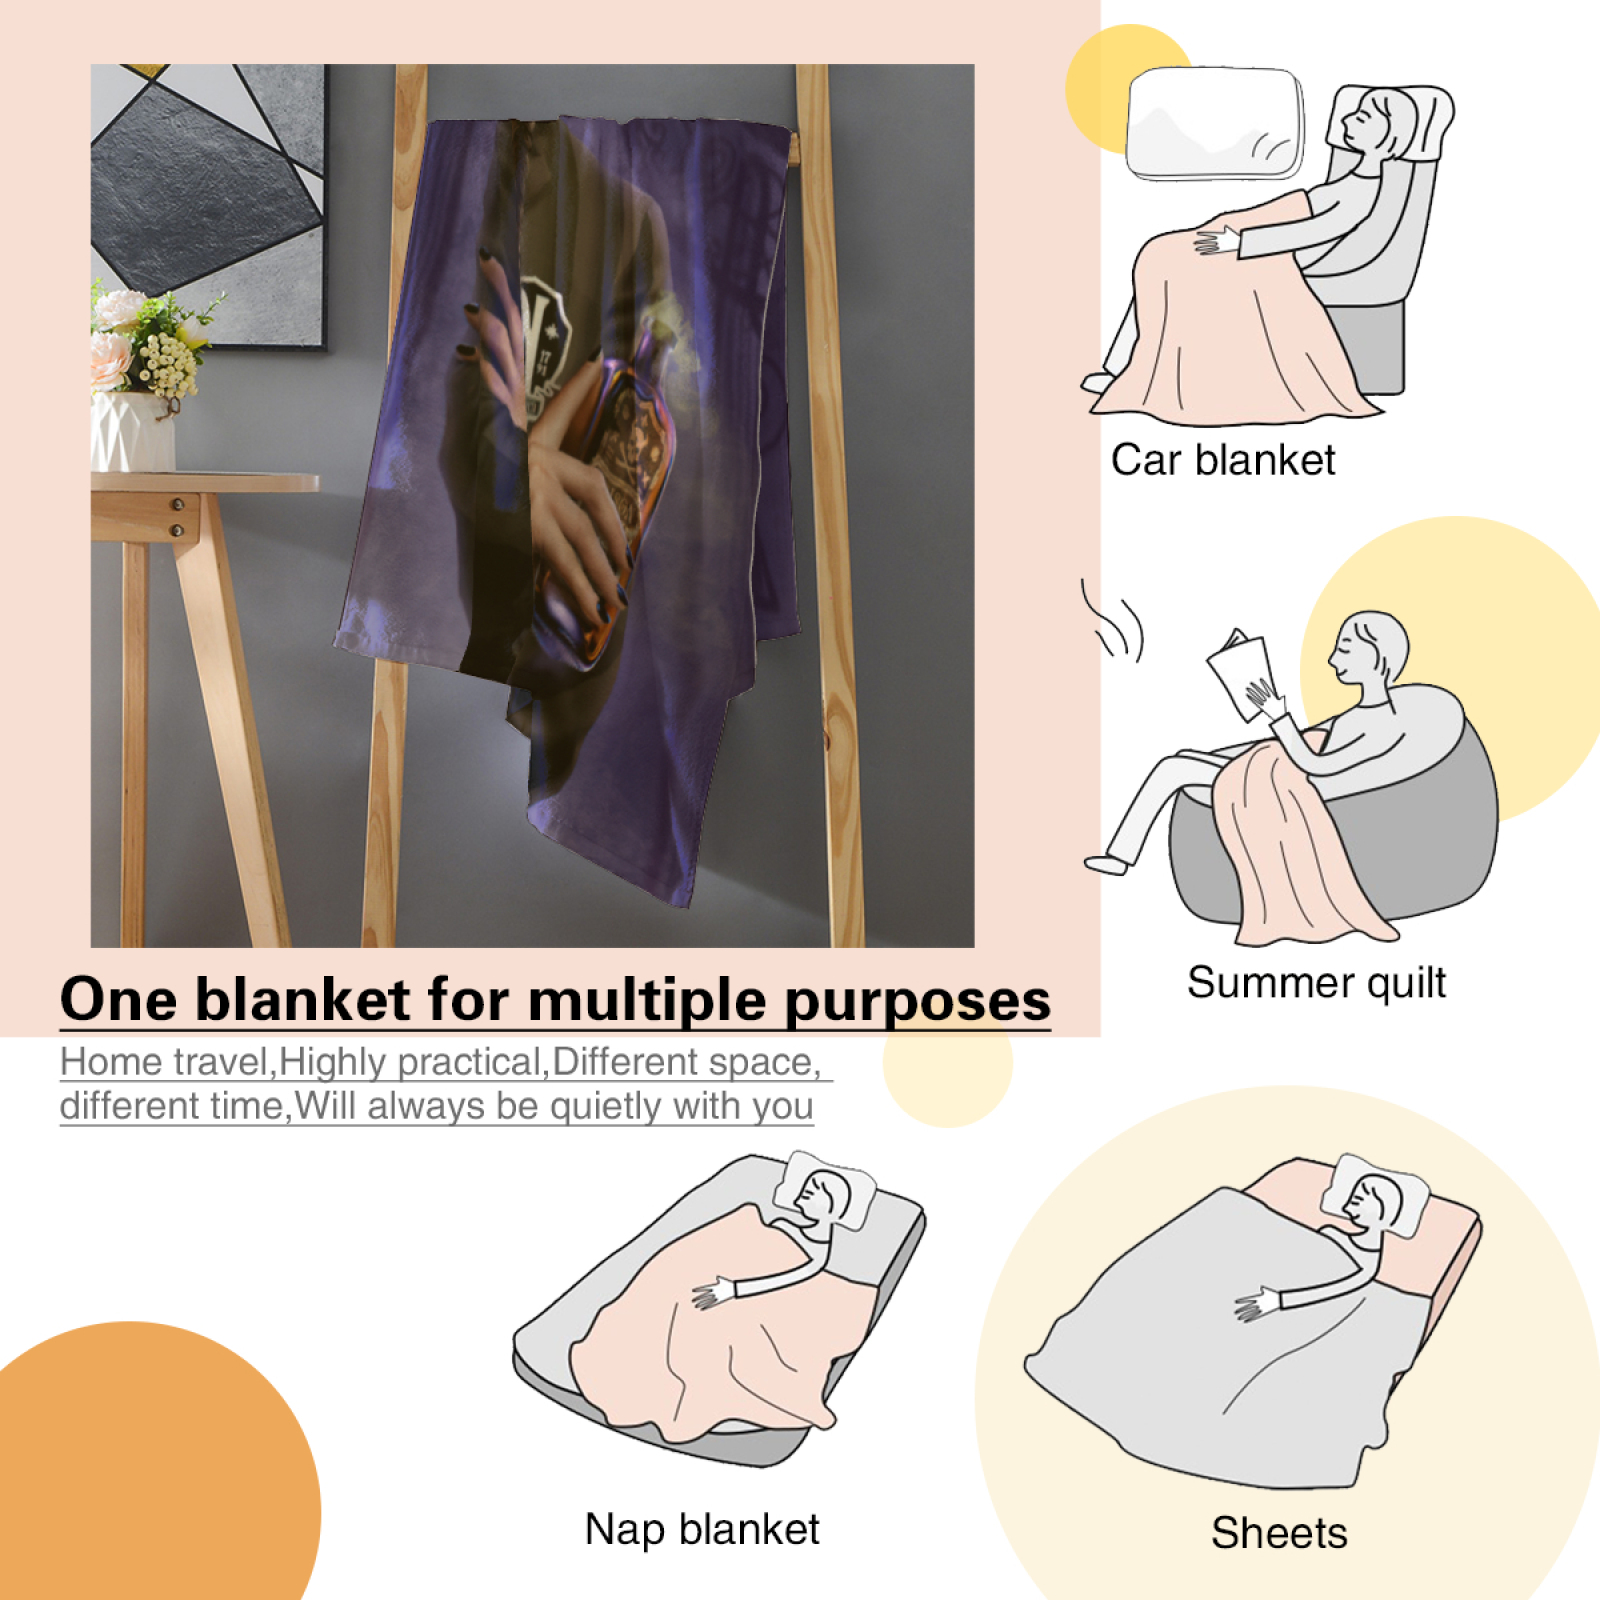 One blanket for multiple purposes
Home travel,Highly practical,Different space,
different time,Will always be quietly with you
Car blanket
Summer quilt
Nap blanket
Sheets